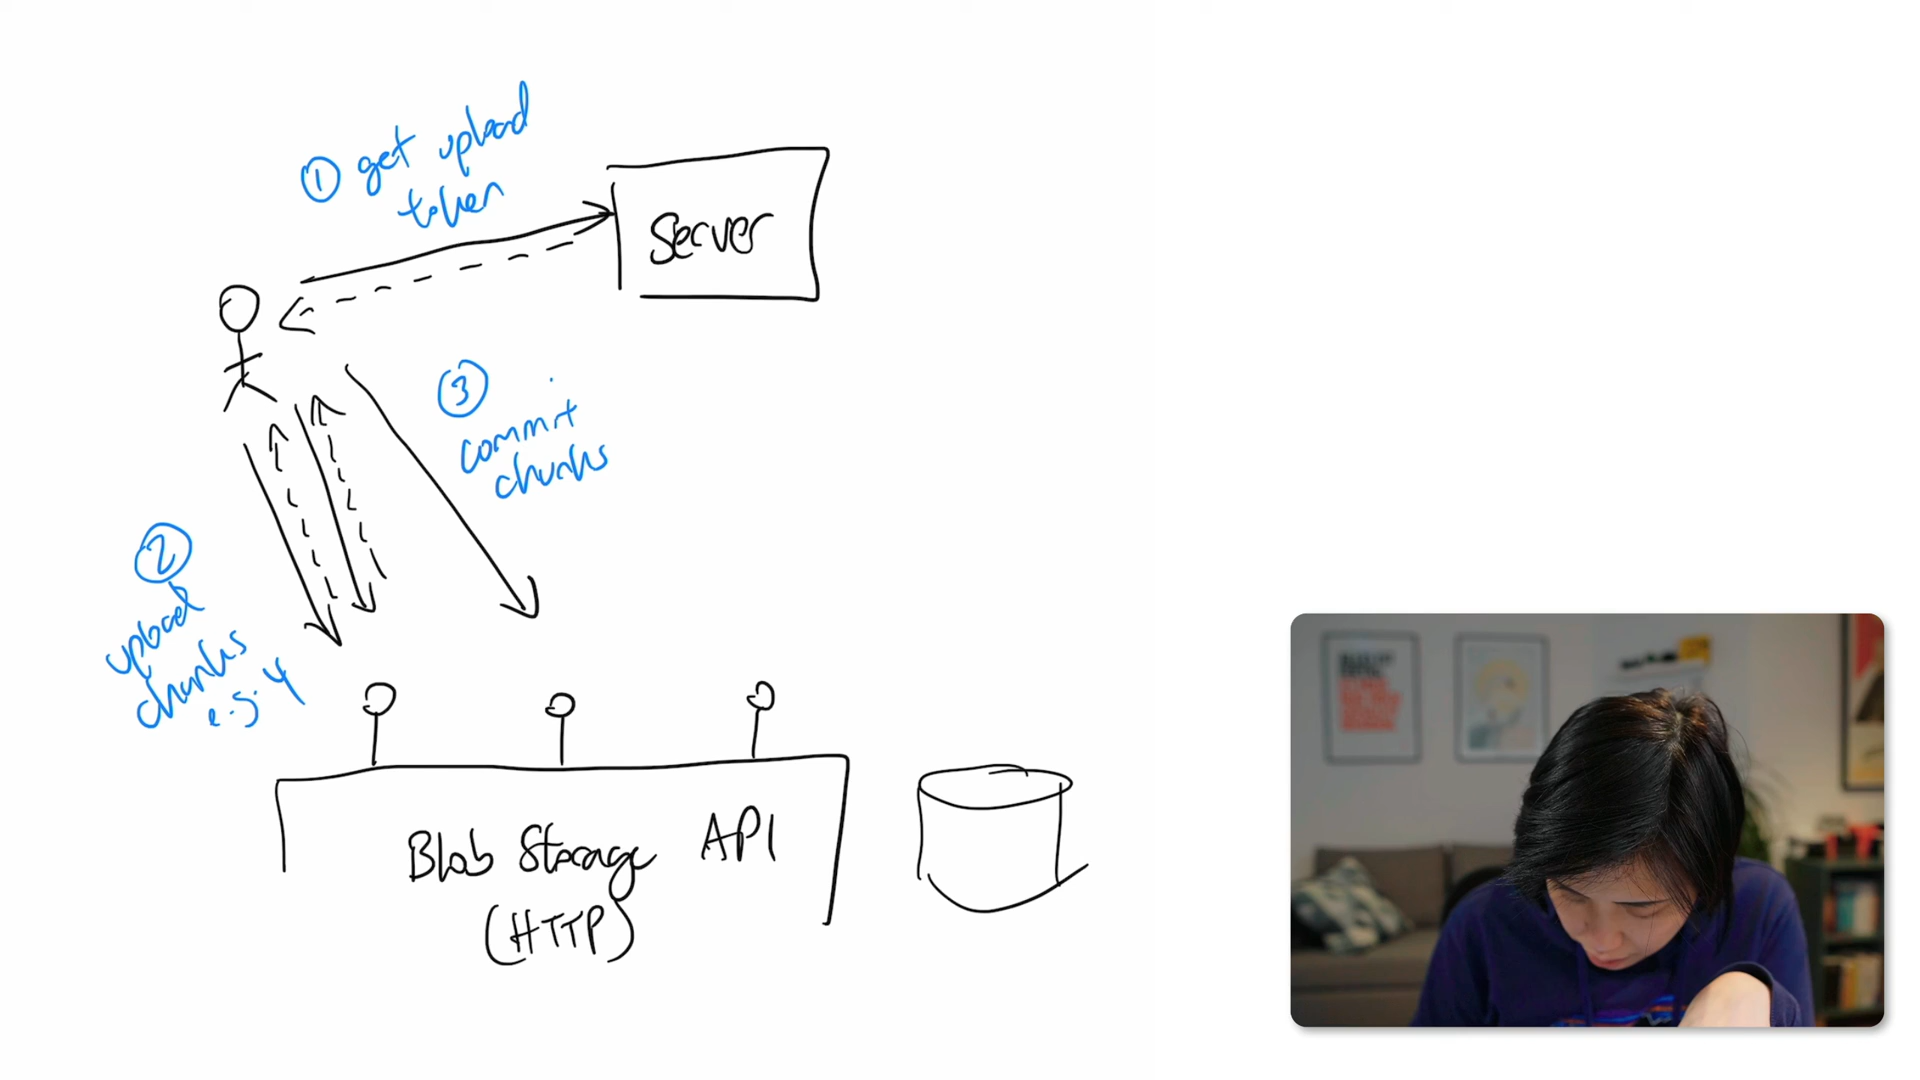 ① get upload
token
Server
③
commit
chunks
②
upload
chunks
e.g. 4
Blob Storage API
(HTTP)